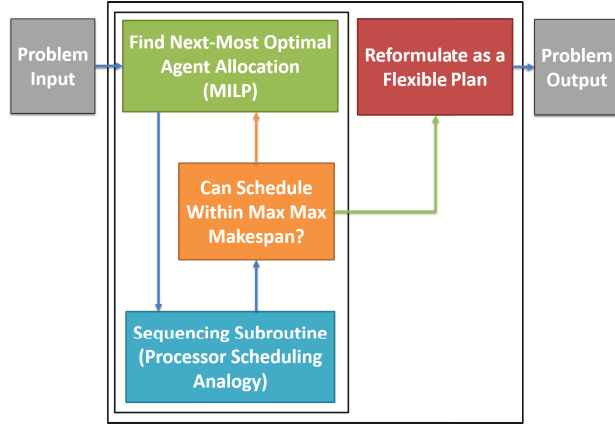 Problem
Input
Find Next-Most Optimal
Agent Allocation
(MILP)
Reformulate as a
Flexible Plan
Problem
Output
Can Schedule
Within Max Max
Makespan?
Sequencing Subroutine
(Processor Scheduling
Analogy)